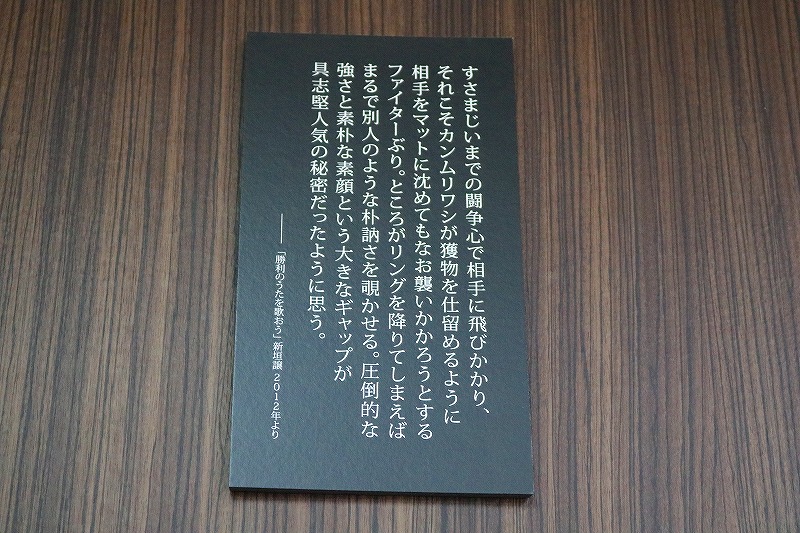 すさまじいまでの闘争心で相手に飛びかかり、
それこそカンムリワシが獲物を仕留めるように
相手をマットに沈めてもなお襲いかかろうとする
ファイターぶり。ところがリングを降りてしまえば
まるで別人のような朴訥さを覗かせる。圧倒的な
強さと素朴な素顔という大きなギャップが
具志堅人気の秘密だったように思う。
――「勝利のうたを歌おう」新垣譲 2012年より